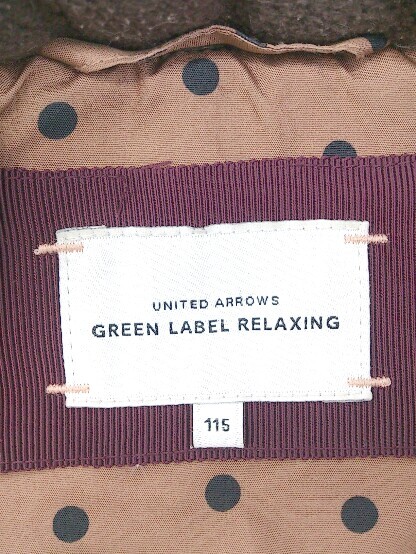 UNITED ARROWS
GREEN LABEL RELAXING
115